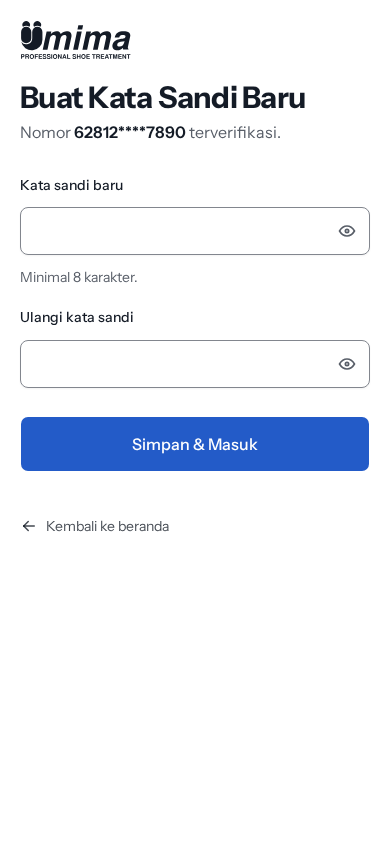 Ümima
PROFESSIONAL SHOE TREATMENT
Buat Kata Sandi Baru
Nomor 62812****7890 terverifikasi.
Kata sandi baru
Minimal 8 karakter.
Ulangi kata sandi
Simpan & Masuk
← Kembali ke beranda